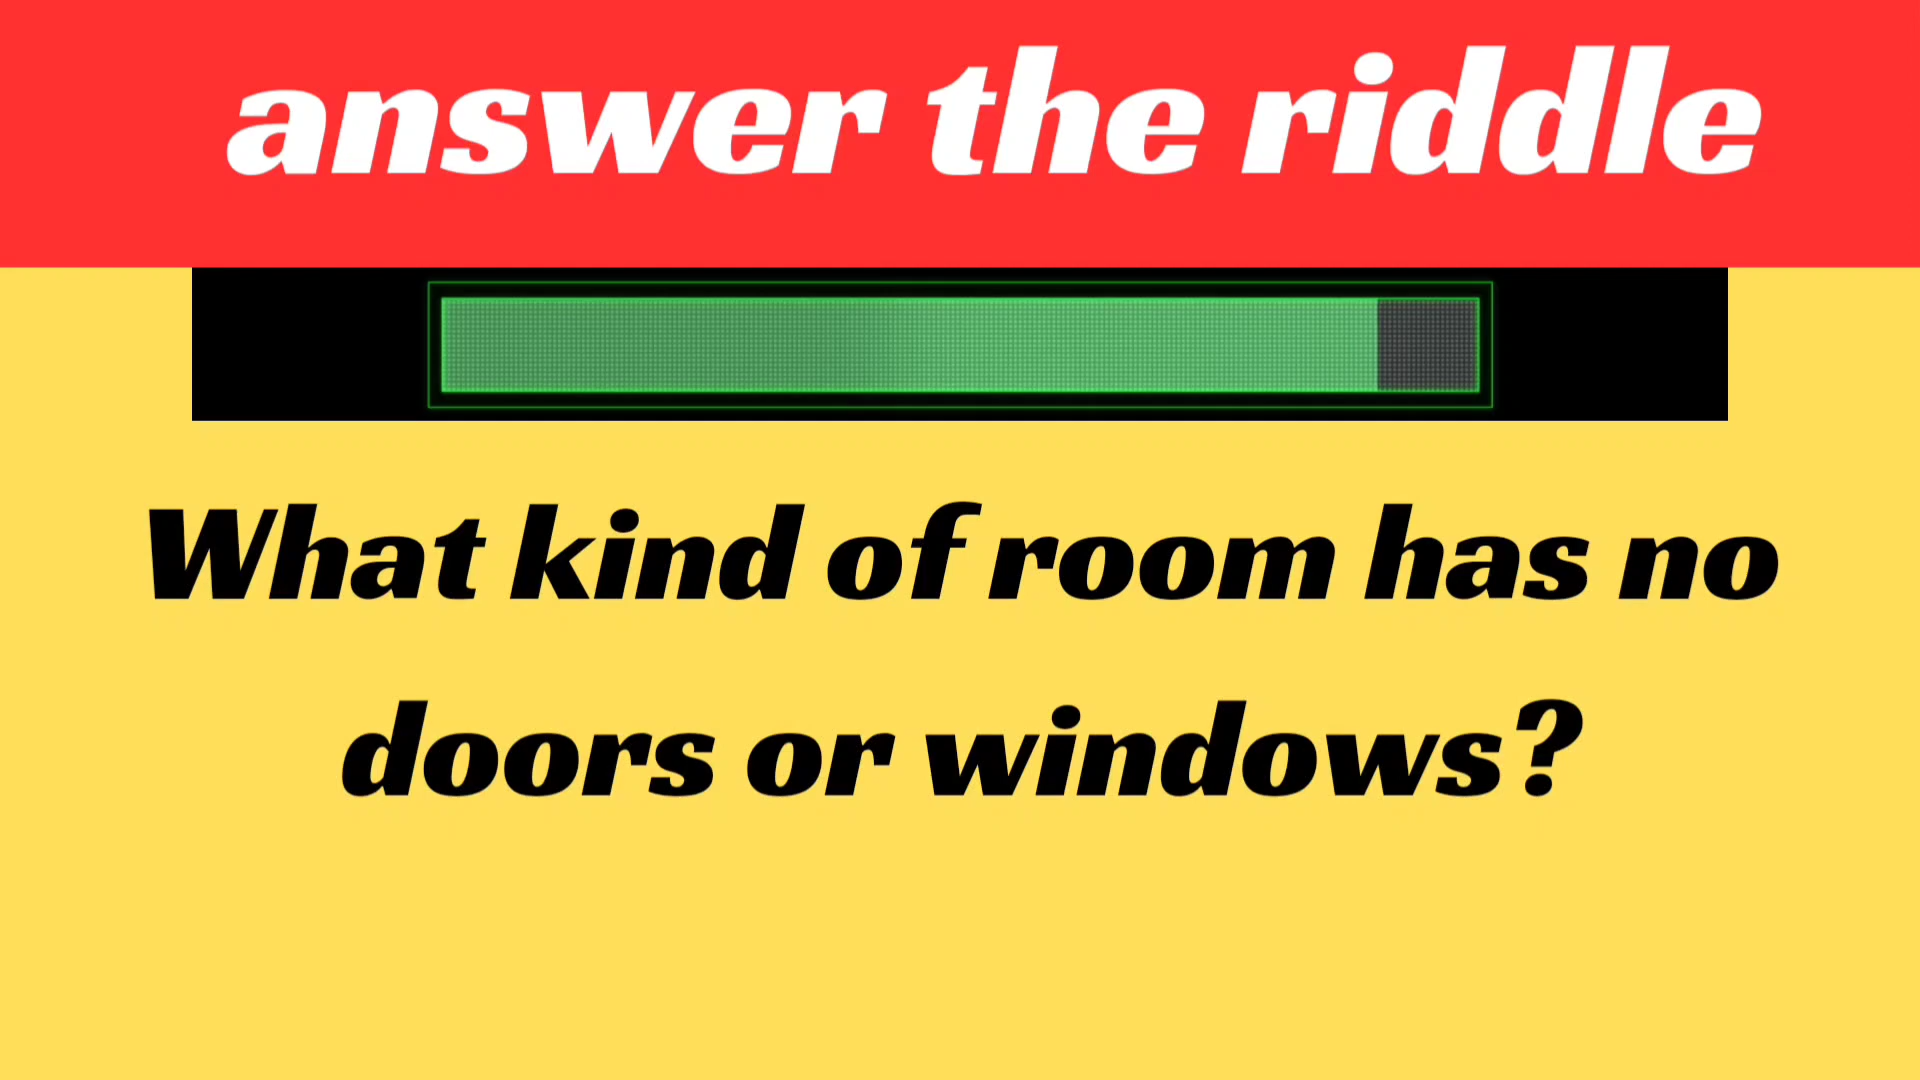 answer the riddle
What kind of room has no
doors or windows?